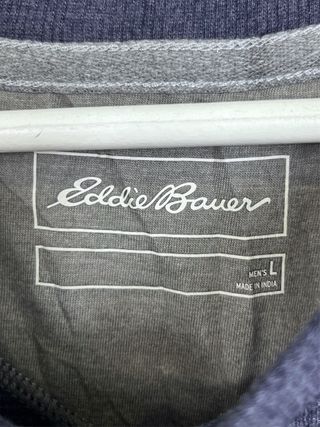 Eddie Bauer
MEN'S L
MADE IN INDIA